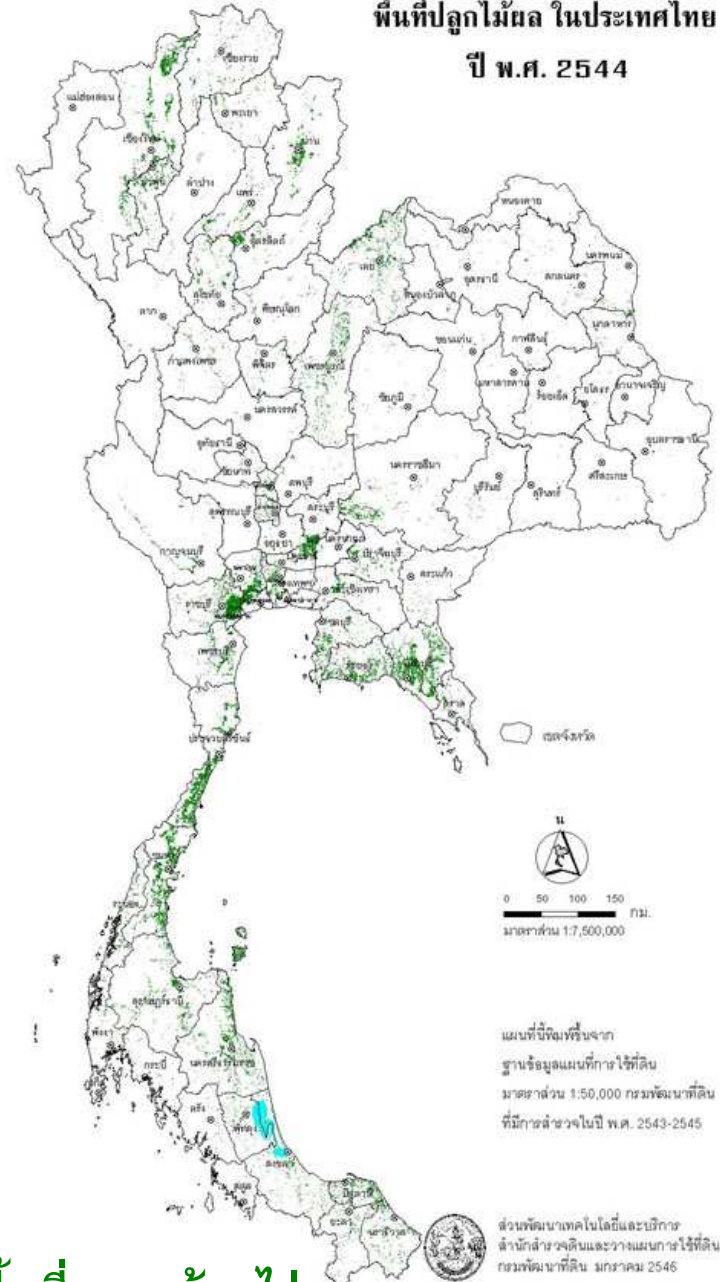 พื้นที่ปลูกไม้ผล ในประเทศไทย
ปี พ.ศ. 2544
เชียงราย
แม่ฮ่องสอน
พะเยา
เชียงใหม่
น่าน
ลำปาง
แพร่
หนองคาย
อุตรดิตถ์
เลย
อุดรธานี
สกลนคร
นครพนม
หนองบัวลำภู
สุโขทัย
ตาก
พิษณุโลก
มุกดาหาร
ขอนแก่น
กาฬสินธุ์
กำแพงเพชร
พิจิตร
เพชรบูรณ์
มหาสารคาม
ร้อยเอ็ด
ยโสธร
อำนาจเจริญ
ชัยภูมิ
นครสวรรค์
อุทัยธานี
อุบลราชธานี
ชัยนาท
นครราชสีมา
ลพบุรี
บุรีรัมย์
สุรินทร์
ศรีสะเกษ
สุพรรณบุรี
สระบุรี
อยุธยา
นครนายก
กาญจนบุรี
ปราจีนบุรี
สระแก้ว
ราชบุรี
ชลบุรี
เพชรบุรี
ระยอง
ตราด
ประจวบคีรีขันธ์
เขตจังหวัด
น
0 50 100 150
กม.
มาตราส่วน 1:7,500,000
ระนอง
สุราษฎร์ธานี
พังงา
กระบี่
นครศรีธรรมราช
แผนที่นี้พิมพ์ขึ้นจาก
ฐานข้อมูลแผนที่การใช้ที่ดิน
มาตราส่วน 1:50,000 กรมพัฒนาที่ดิน
ที่มีการสำรวจในปี พ.ศ. 2543-2545
ตรัง
พัทลุง
สงขลา
สตูล
ปัตตานี
ยะลา
นราธิวาส
ส่วนพัฒนาเทคโนโลยี่และบริการ
สำนักสำรวจดินและวางแผนการใช้ที่ดิน
กรมพัฒนาที่ดิน มกราคม 2546